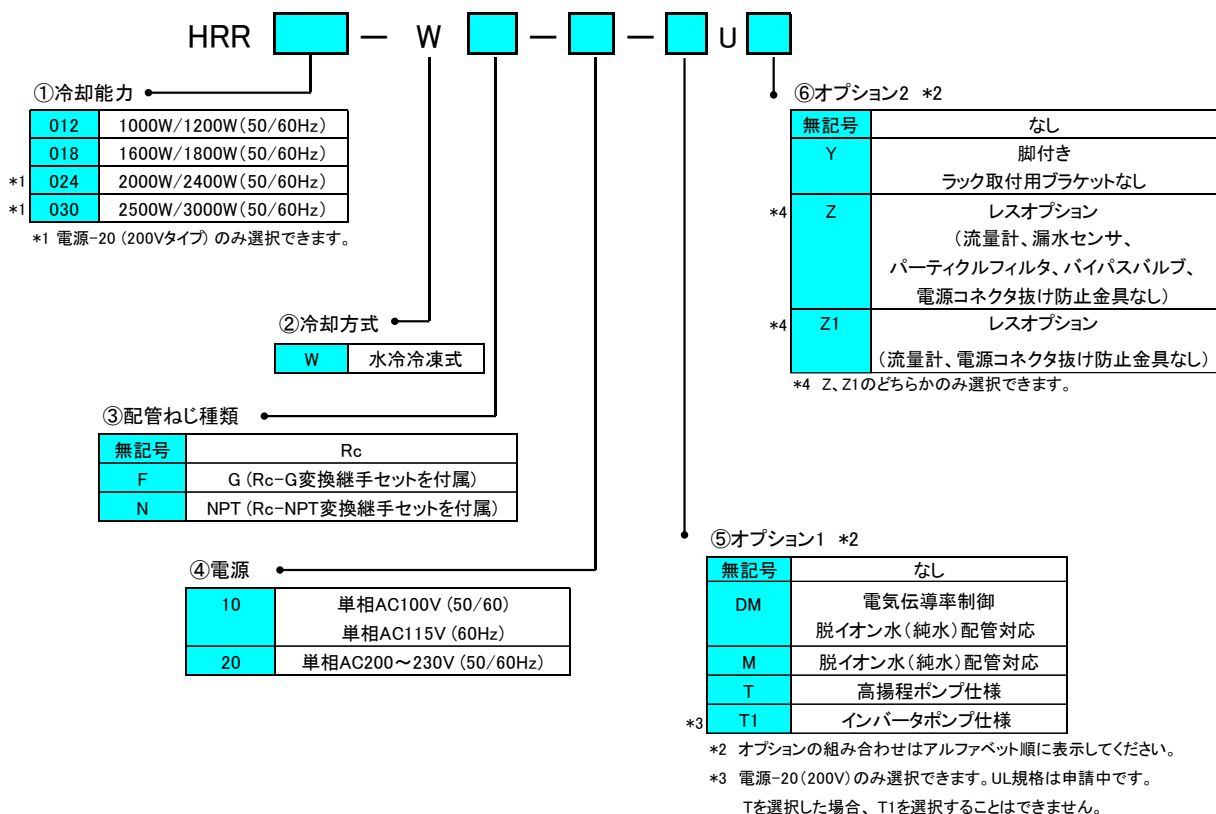 HRR － W － － U
①冷却能力
012 1000W/1200W(50/60Hz)
018 1600W/1800W(50/60Hz)
*1 024 2000W/2400W(50/60Hz)
*1 030 2500W/3000W(50/60Hz)
*1 電源-20 (200Vタイプ) のみ選択できます。
②冷却方式
W 水冷冷凍式
③配管ねじ種類
無記号 Rc
F G (Rc-G変換継手セットを付属)
N NPT (Rc-NPT変換継手セットを付属)
④電源
10 単相AC100V (50/60)
単相AC115V (60Hz)
20 単相AC200～230V (50/60Hz)
⑤オプション1 *2
無記号 なし
DM 電気伝導率制御
脱イオン水(純水)配管対応
M 脱イオン水(純水)配管対応
T 高揚程ポンプ仕様
*3 T1 インバータポンプ仕様
*2 オプションの組み合わせはアルファベット順に表示してください。
*3 電源-20(200V)のみ選択できます。UL規格は申請中です。
Tを選択した場合、T1を選択することはできません。
⑥オプション2 *2
無記号 なし
Y 脚付き
ラック取付用ブラケットなし
*4 Z レスオプション
(流量計、漏水センサ、
パーティクルフィルタ、バイパスバルブ、
電源コネクタ抜け防止金具なし)
*4 Z1 レスオプション
(流量計、電源コネクタ抜け防止金具なし)
*4 Z、Z1のどちらかのみ選択できます。